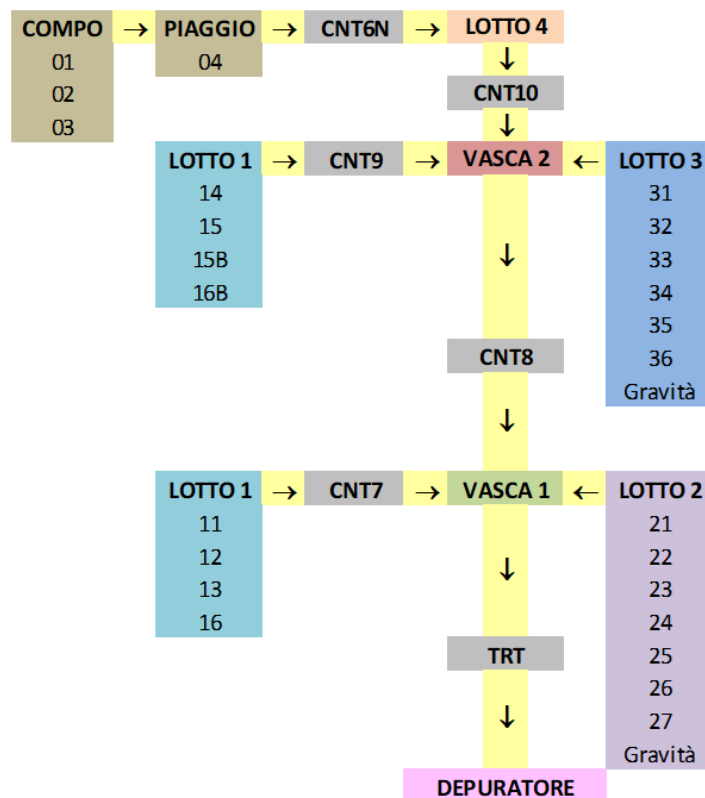 COMPO → PIAGGIO → CNT6N → LOTTO 4
01 04 ↓
02 CNT10
03 ↓
LOTTO 1 → CNT9 → VASCA 2 ← LOTTO 3
14 31
15 32
15B ↓ 33
16B 34
35
CNT8 36
Gravità
↓
LOTTO 1 → CNT7 → VASCA 1 ← LOTTO 2
11 21
12 ↓ 22
13 23
16 24
TRT 25
26
↓ 27
Gravità
DEPURATORE